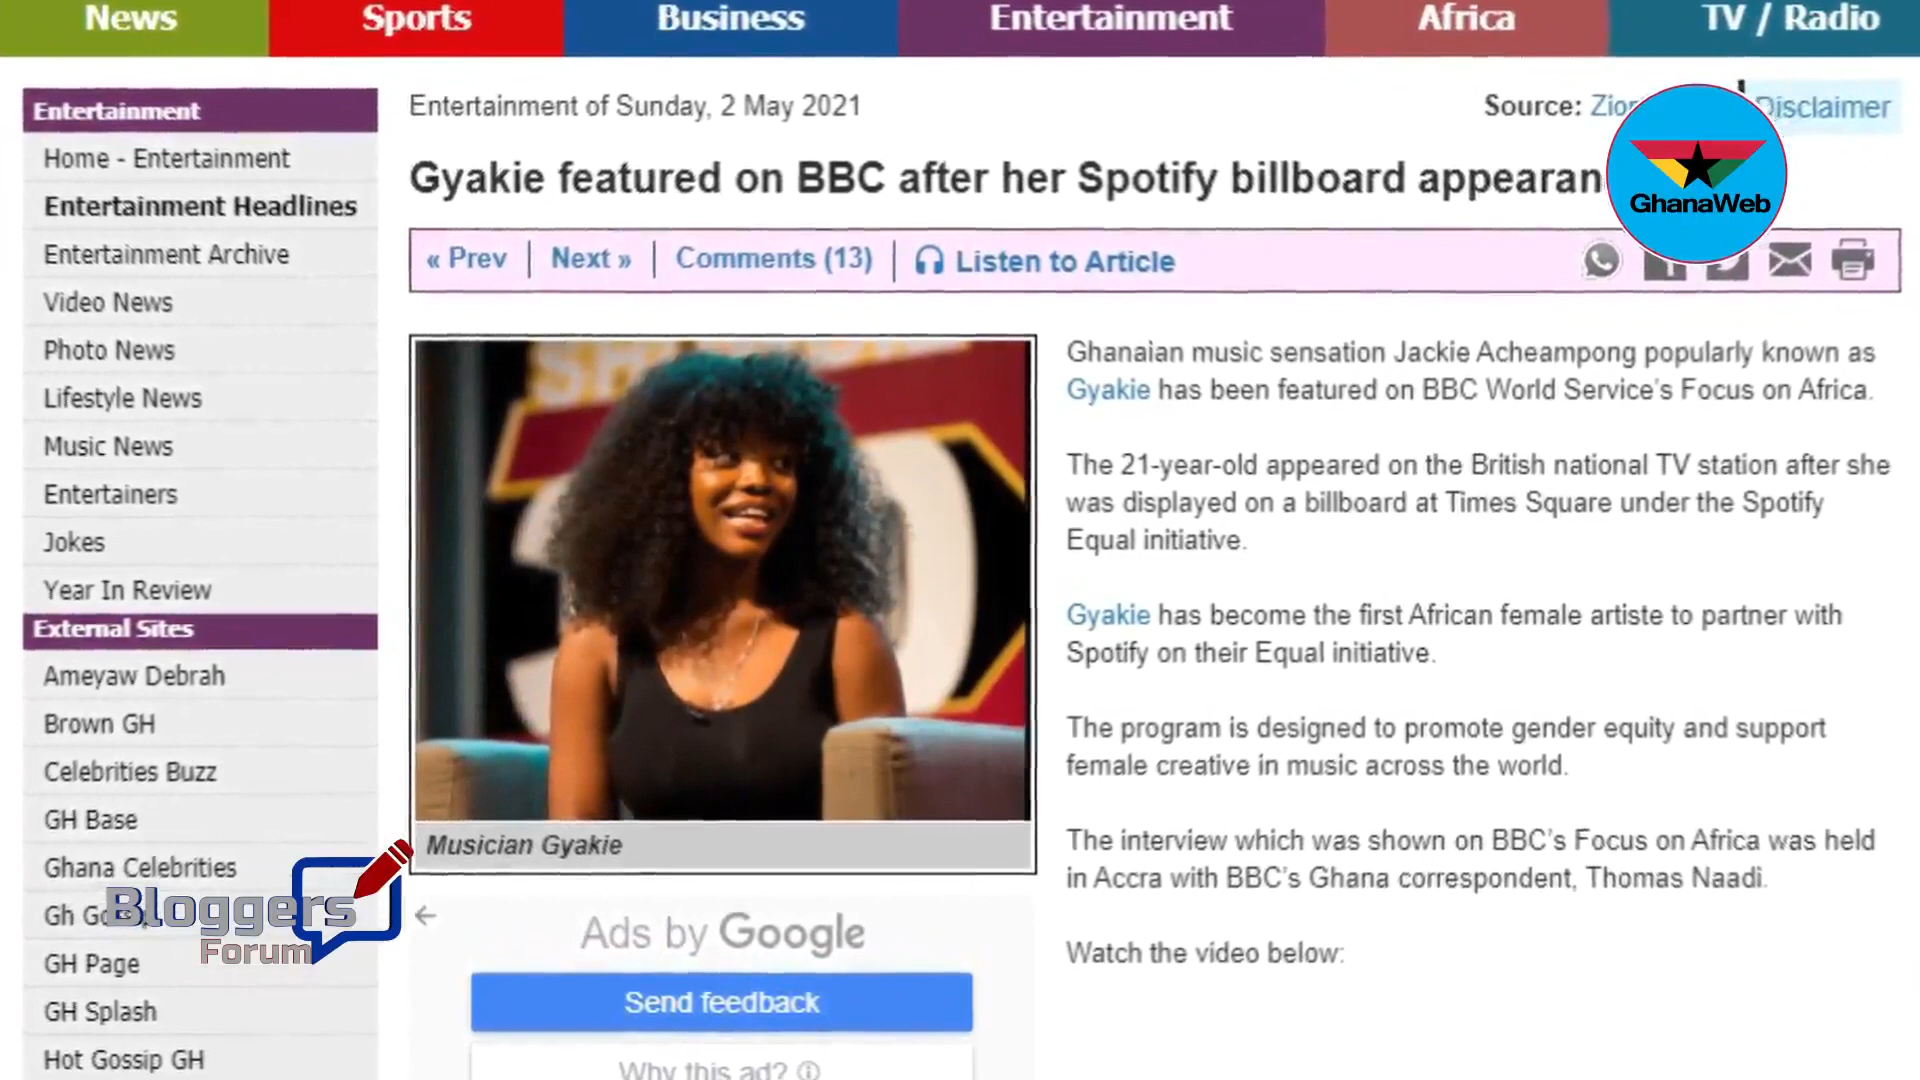 News
Sports
Business
Entertainment
Africa
TV / Radio
Entertainment
Home - Entertainment
Entertainment Headlines
Entertainment Archive
Video News
Photo News
Lifestyle News
Music News
Entertainers
Jokes
Year In Review
External Sites
Ameyaw Debrah
Brown GH
Celebrities Buzz
GH Base
Ghana Celebrities
Gh
GH Page
GH Splash
Hot Gossip GH
Bloggers
Forum
Entertainment of Sunday, 2 May 2021
Source:
Disclaimer
Gyakie featured on BBC after her Spotify billboard
GhanaWeb
« Prev
Next »
Comments (13)
Listen to Article
Musician Gyakie
Ads by Google
Send feedback
Why this ad?
Ghanaian music sensation Jackie Acheampong popularly known as
Gyakie has been featured on BBC World Service's Focus on Africa.
The 21-year-old appeared on the British national TV station after she
was displayed on a billboard at Times Square under the Spotify
Equal initiative.
Gyakie has become the first African female artiste to partner with
Spotify on their Equal initiative.
The program is designed to promote gender equity and support
female creative in music across the world.
The interview which was shown on BBC's Focus on Africa was held
in Accra with BBC's Ghana correspondent, Thomas Naadi.
Watch the video below: